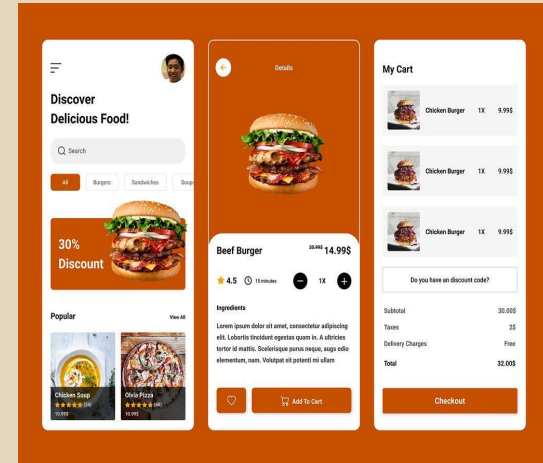 Discover
Delicious Food!
Search
All Burgers Sandwiches Soups
30%
Discount
Popular View All
Chicken Soup
(34)
10.99$
Olvia Pizza
(68)
10.99$
Details
Beef Burger 14.99$
4.5 15 minutes 1X
Ingredients
Lorem ipsum dolor sit amet, consectetur adipiscing
elit. Lobortis tincidunt egestas quam in. A ultricies
tortor id mattis. Scelerisque purus neque, augs odio
elementum, nam. Volutpat sit potenti mi ullam
Add To Cart
My Cart
Chicken Burger 1X 9.99$
Chicken Burger 1X 9.99$
Chicken Burger 1X 9.99$
Do you have an discount code?
Subtotal 30.00$
Taxes 2$
Delivery Charges Free
Total 32.00$
Checkout